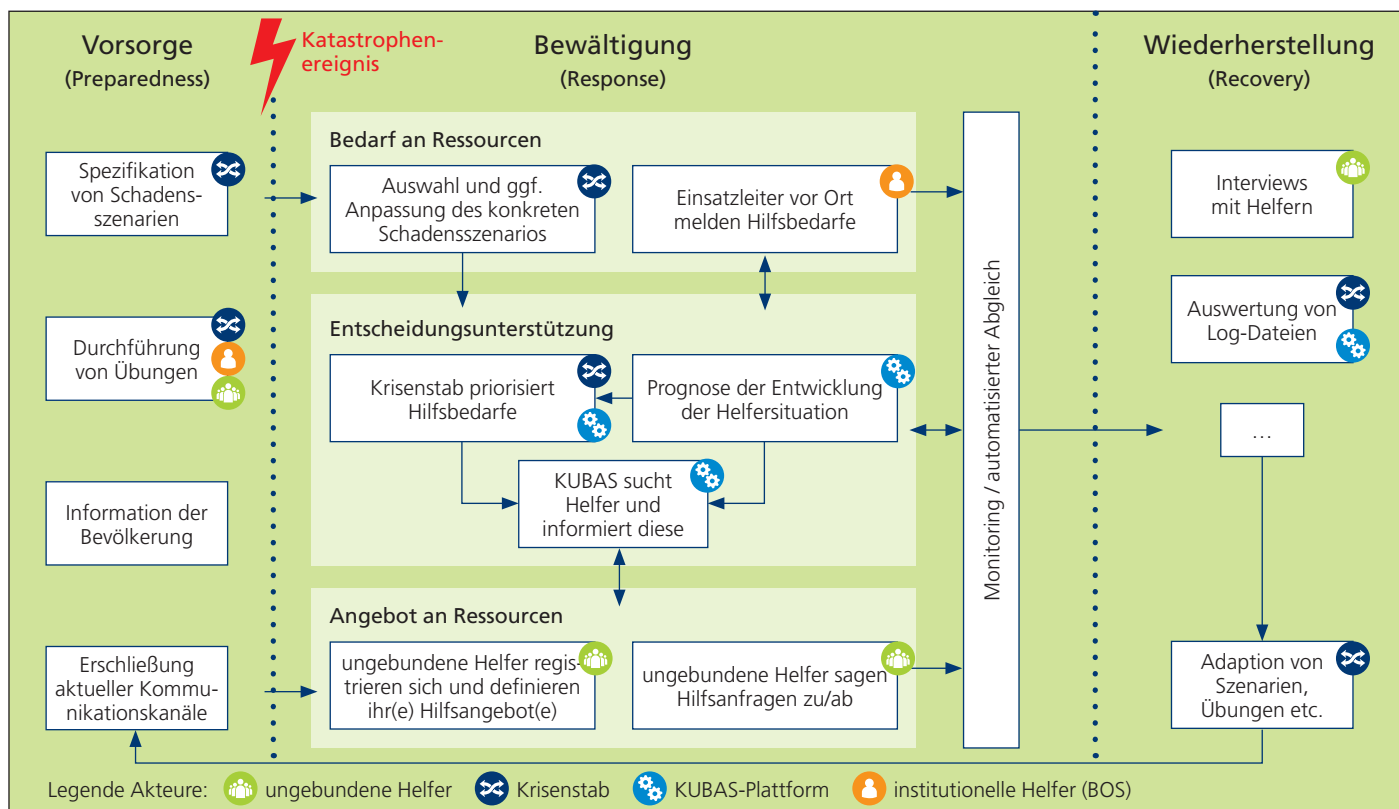 Vorsorge
(Preparedness)
Katastrophen-
ereignis
Bewältigung
(Response)
Wiederherstellung
(Recovery)
Spezifikation
von Schadens-
szenarien
Durchführung
von Übungen
Information der
Bevölkerung
Erschließung
aktueller Kommu-
nikationskanäle
Bedarf an Ressourcen
Auswahl und ggf.
Anpassung des konkreten
Schadensszenarios
Einsatzleiter vor Ort
melden Hilfsbedarfe
Entscheidungsunterstützung
Krisenstab priorisiert
Hilfsbedarfe
Prognose der Entwicklung
der Helfersituation
KUBAS sucht
Helfer und
informiert diese
Angebot an Ressourcen
ungebundene Helfer regis-
trieren sich und definieren
ihr(e) Hilfsangebot(e)
ungebundene Helfer sagen
Hilfsanfragen zu/ab
Monitoring / automatisierter Abgleich
Interviews
mit Helfern
Auswertung von
Log-Dateien
...
Adaption von
Szenarien,
Übungen etc.
Legende Akteure: ungebundene Helfer Krisenstab KUBAS-Plattform institutionelle Helfer (BOS)